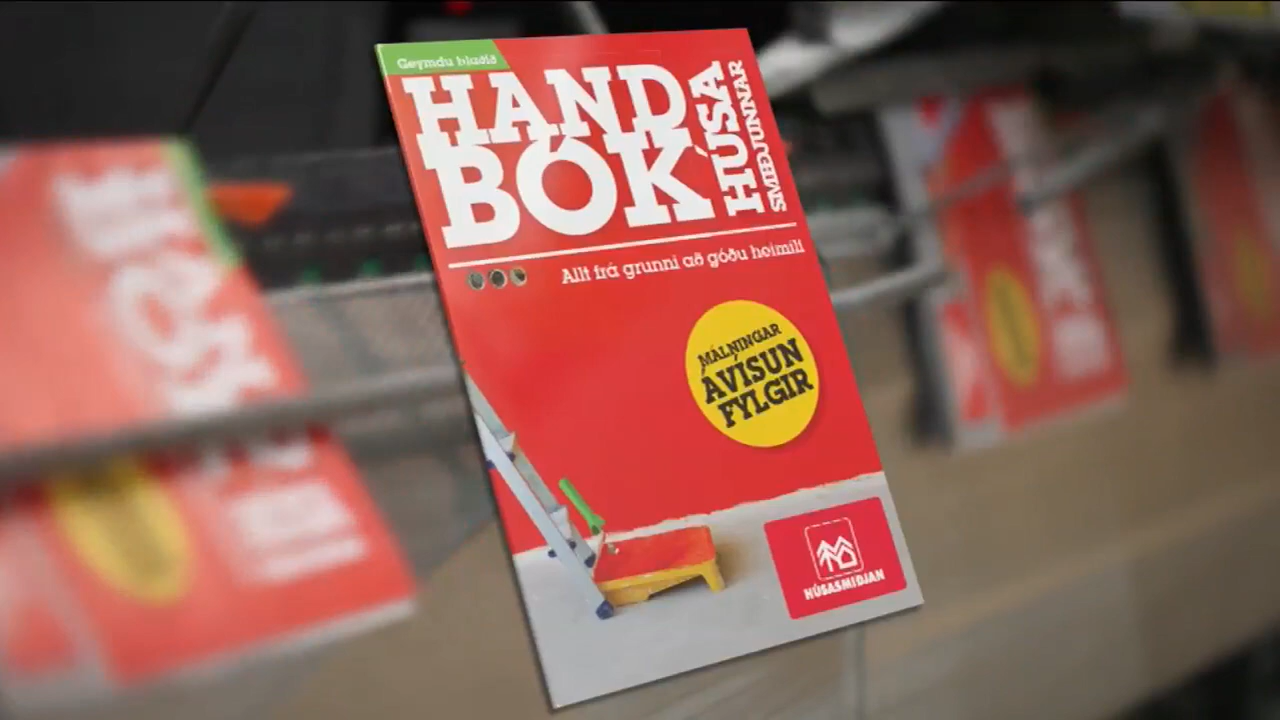 Geymdu blaðið
HAND
BÓK
HÚSA
SMIÐJUNNAR
Allt frá grunni að góðu heimili
MÁLNINGAR
ÁVÍSUN
FYLGIR
HÚSASMIÐJAN